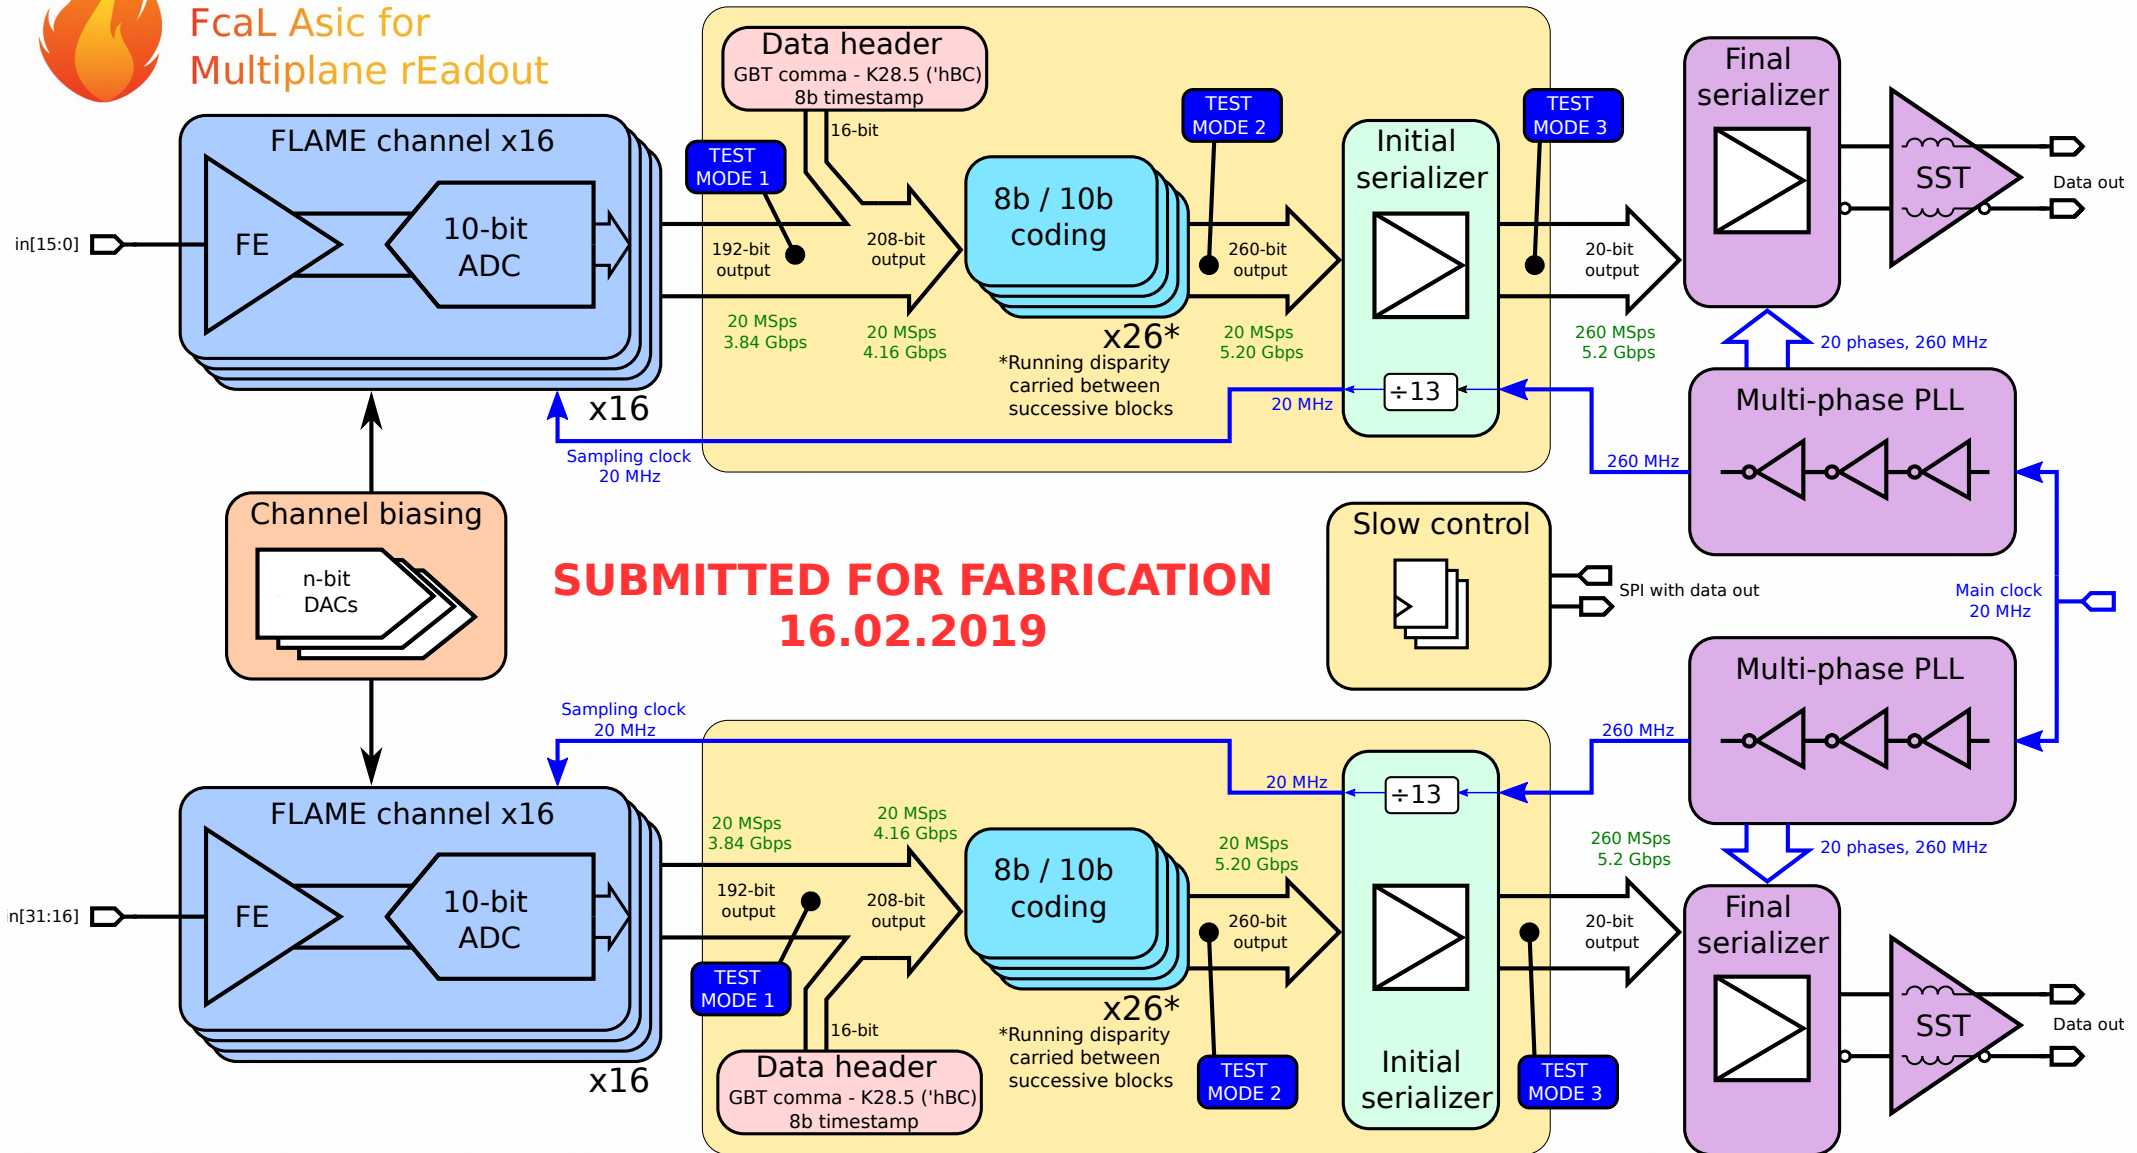 FcaL Asic for
Multiplane rEadout
Data header
GBT comma - K28.5 ('hBC)
8b timestamp
16-bit
FLAME channel x16
in[15:0]
FE
10-bit
ADC
TEST
MODE 1
192-bit
output
208-bit
output
20 MSps
3.84 Gbps
20 MSps
4.16 Gbps
8b / 10b
coding
x26*
*Running disparity
carried between
successive blocks
TEST
MODE 2
260-bit
output
20 MSps
5.20 Gbps
Initial
serializer
÷13
20 MHz
TEST
MODE 3
20-bit
output
260 MSps
5.2 Gbps
Final
serializer
SST
Data out
20 phases, 260 MHz
Multi-phase PLL
260 MHz
x16
Sampling clock
20 MHz
Channel biasing
n-bit
DACs
SUBMITTED FOR FABRICATION
16.02.2019
Slow control
SPI with data out
Main clock
20 MHz
Multi-phase PLL
260 MHz
20 phases, 260 MHz
Sampling clock
20 MHz
20 MHz
÷13
FLAME channel x16
in[31:16]
FE
10-bit
ADC
x16
20 MSps
3.84 Gbps
20 MSps
4.16 Gbps
192-bit
output
208-bit
output
TEST
MODE 1
16-bit
Data header
GBT comma - K28.5 ('hBC)
8b timestamp
8b / 10b
coding
x26*
*Running disparity
carried between
successive blocks
20 MSps
5.20 Gbps
260-bit
output
TEST
MODE 2
Initial
serializer
260 MSps
5.2 Gbps
20-bit
output
TEST
MODE 3
Final
serializer
SST
Data out